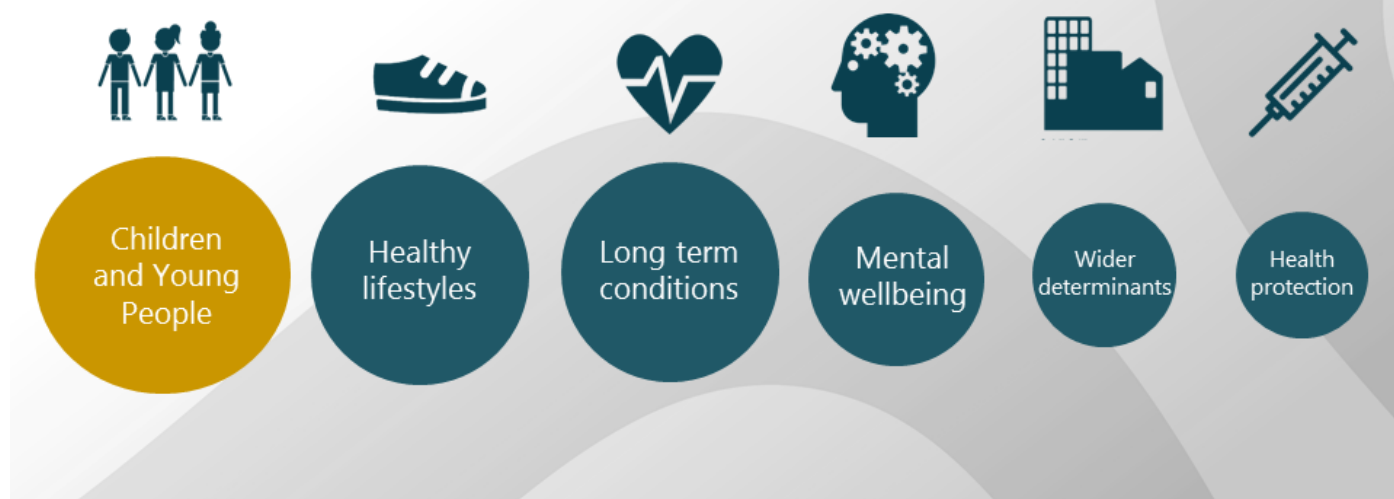 Children
and Young
People
Healthy
lifestyles
Long term
conditions
Mental
wellbeing
Wider
determinants
Health
protection